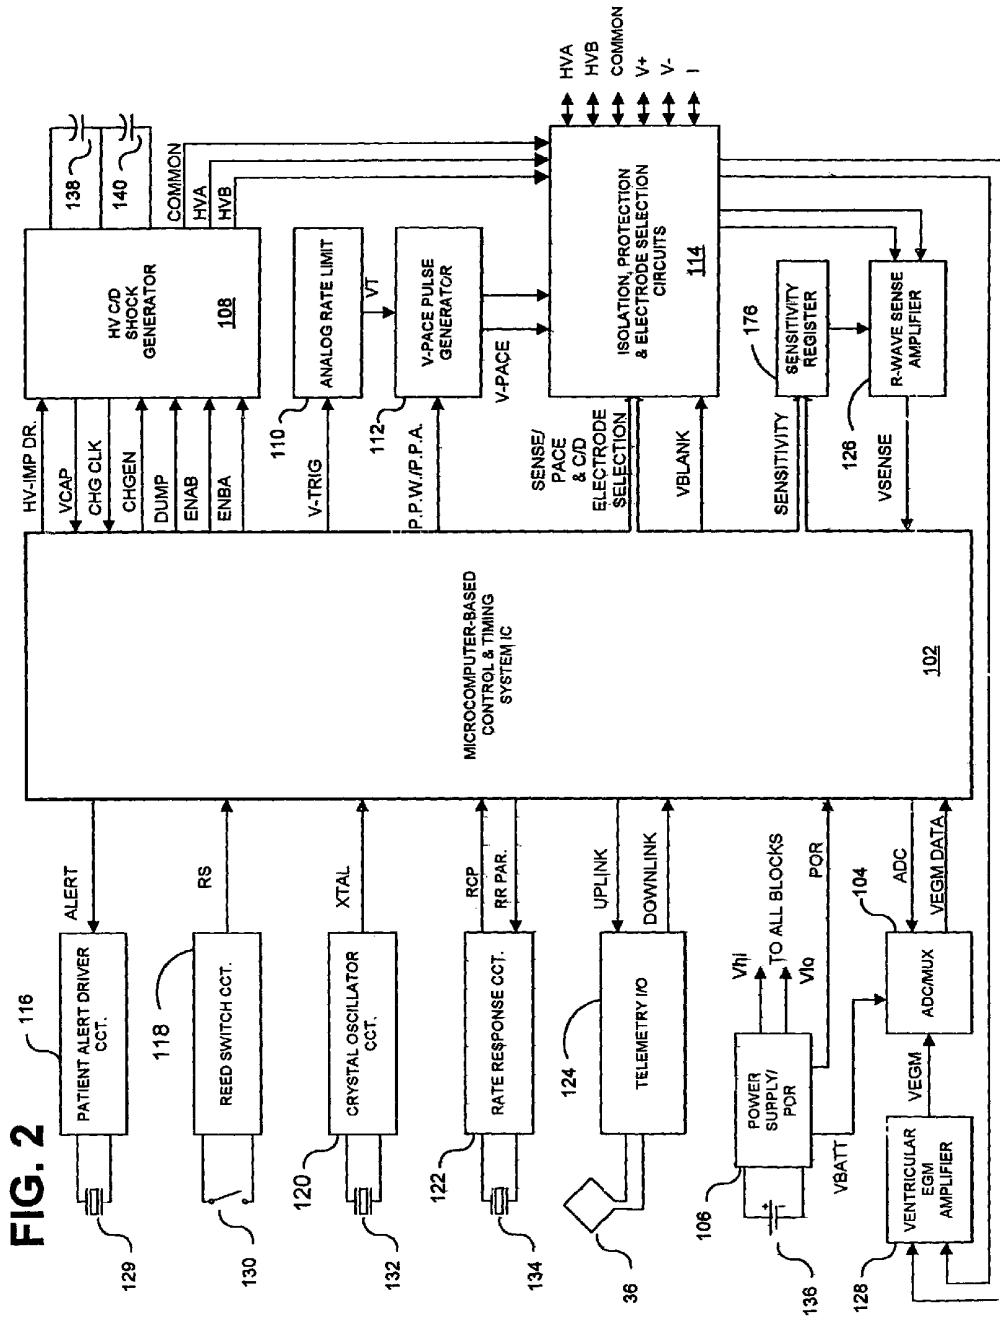 FIG. 2
116
PATIENT ALERT DRIVER
CCT.
129
ALERT
118
REED SWITCH CCT.
130
RS
120
CRYSTAL OSCILLATOR
CCT.
132
XTAL
122
RATE RESPONSE CCT.
134
RCP
RR PAR.
124
TELEMETRY I/O
36
UPLINK
DOWNLINK
106
POWER
SUPPLY/
POR
136
Vhi
Vlo
TO ALL BLOCKS
POR
VBATT
128
VENTRICULAR
EGM
AMPLIFIER
VEGM
104
ADC/MUX
ADC
VEGM DATA
MICROCOMPUTER-BASED
CONTROL & TIMING
SYSTEM IC
102
HV-IMP DR.
VCAP
CHG CLK
CHGEN
DUMP
ENAB
ENBA
HV C/D
SHOCK
GENERATOR
108
138
140
COMMON
HVA
HVB
V-TRIG
110
ANALOG RATE LIMIT
VT
P.P.W./P.P.A.
112
V-PACE PULSE
GENERATOR
V-PACE
SENSE/
PACE
& C/D
ELECTRODE
SELECTION
VBLANK
ISOLATION, PROTECTION
& ELECTRODE SELECTION
CIRCUITS
114
HVA
HVB
COMMON
V+
V-
I
SENSITIVITY
176
SENSITIVITY
REGISTER
126
R-WAVE SENSE
AMPLIFIER
VSENSE